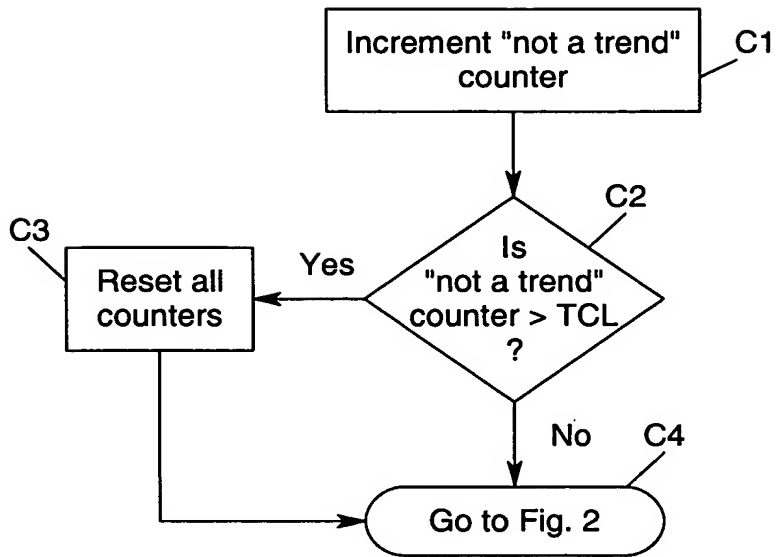 Increment "not a trend"
counter
C1
C2
Is
"not a trend"
counter > TCL
?
Yes
C3
Reset all
counters
No
C4
Go to Fig. 2